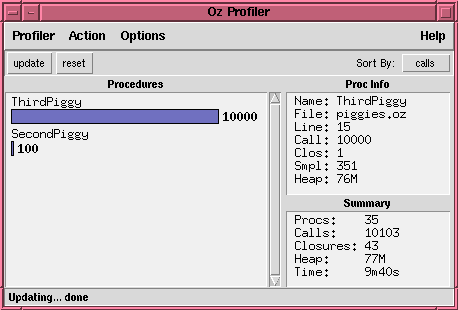 Oz Profiler
Profiler Action Options Help
update reset Sort By: calls
Procedures
ThirdPiggy
10000
SecondPiggy
100
Proc Info
Name: ThirdPiggy
File: piggies.oz
Line: 15
Call: 10000
Clos: 1
Smpl: 351
Heap: 76M
Summary
Procs: 35
Calls: 10103
Closures: 43
Heap: 77M
Time: 9m40s
Updating... done